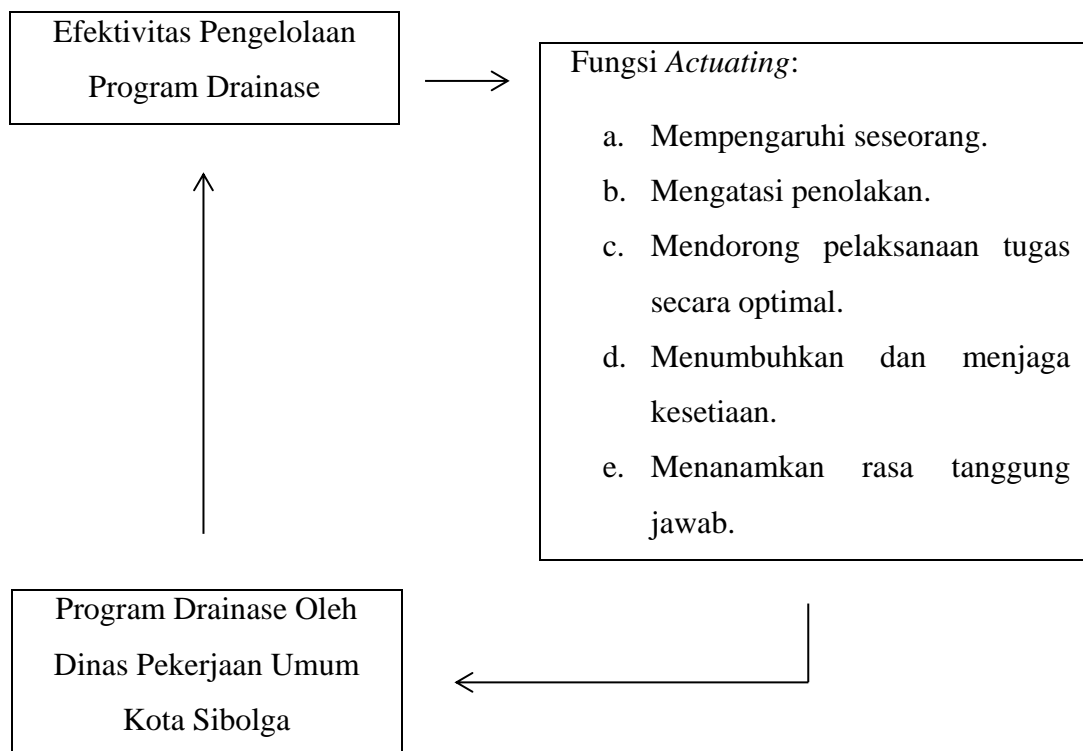 Efektivitas Pengelolaan
Program Drainase
Fungsi Actuating:
a. Mempengaruhi seseorang.
b. Mengatasi penolakan.
c. Mendorong pelaksanaan tugas
secara optimal.
d. Menumbuhkan dan menjaga
kesetiaan.
e. Menanamkan rasa tanggung
jawab.
Program Drainase Oleh
Dinas Pekerjaan Umum
Kota Sibolga